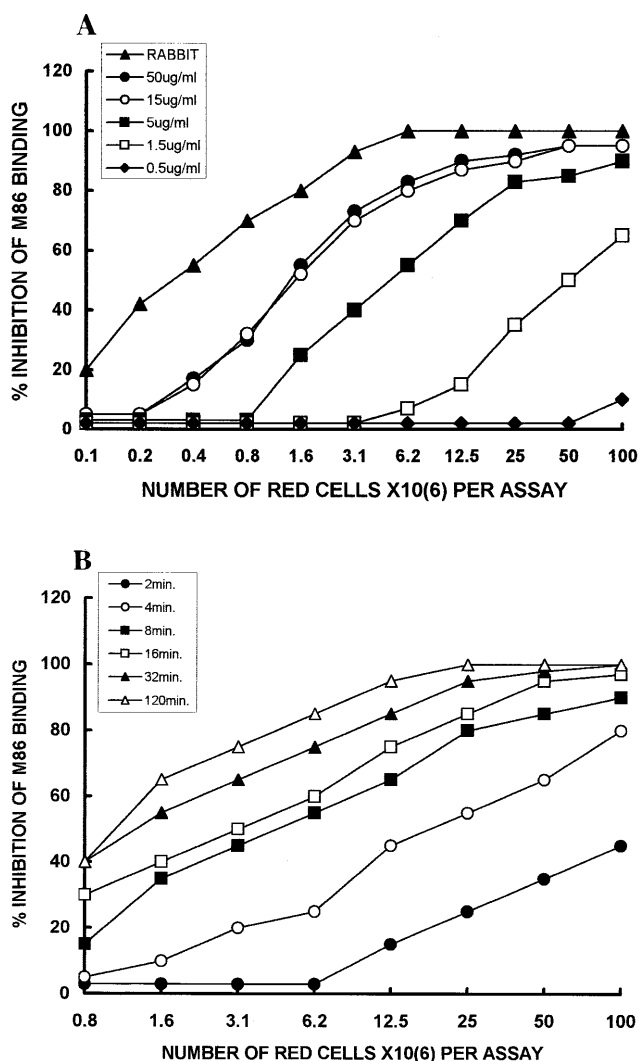 A
RABBIT
50ug/ml
15ug/ml
5ug/ml
1.5ug/ml
0.5ug/ml
% INHIBITION OF M86 BINDING
120
100
80
60
40
20
0
0.1 0.2 0.4 0.8 1.6 3.1 6.2 12.5 25 50 100
NUMBER OF RED CELLS X10(6) PER ASSAY
B
2min.
4min.
8min.
16min.
32min.
120min.
% INHIBITION OF M86 BINDING
120
100
80
60
40
20
0
0.8 1.6 3.1 6.2 12.5 25 50 100
NUMBER OF RED CELLS X10(6) PER ASSAY